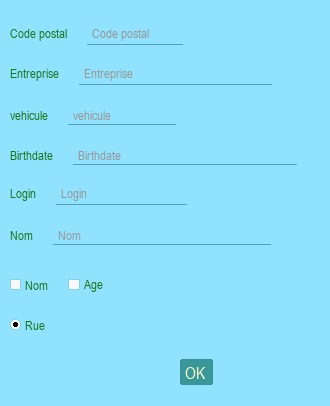 Code postal Code postal
Entreprise Entreprise
vehicule vehicule
Birthdate Birthdate
Login Login
Nom Nom
Nom Age
Rue
OK